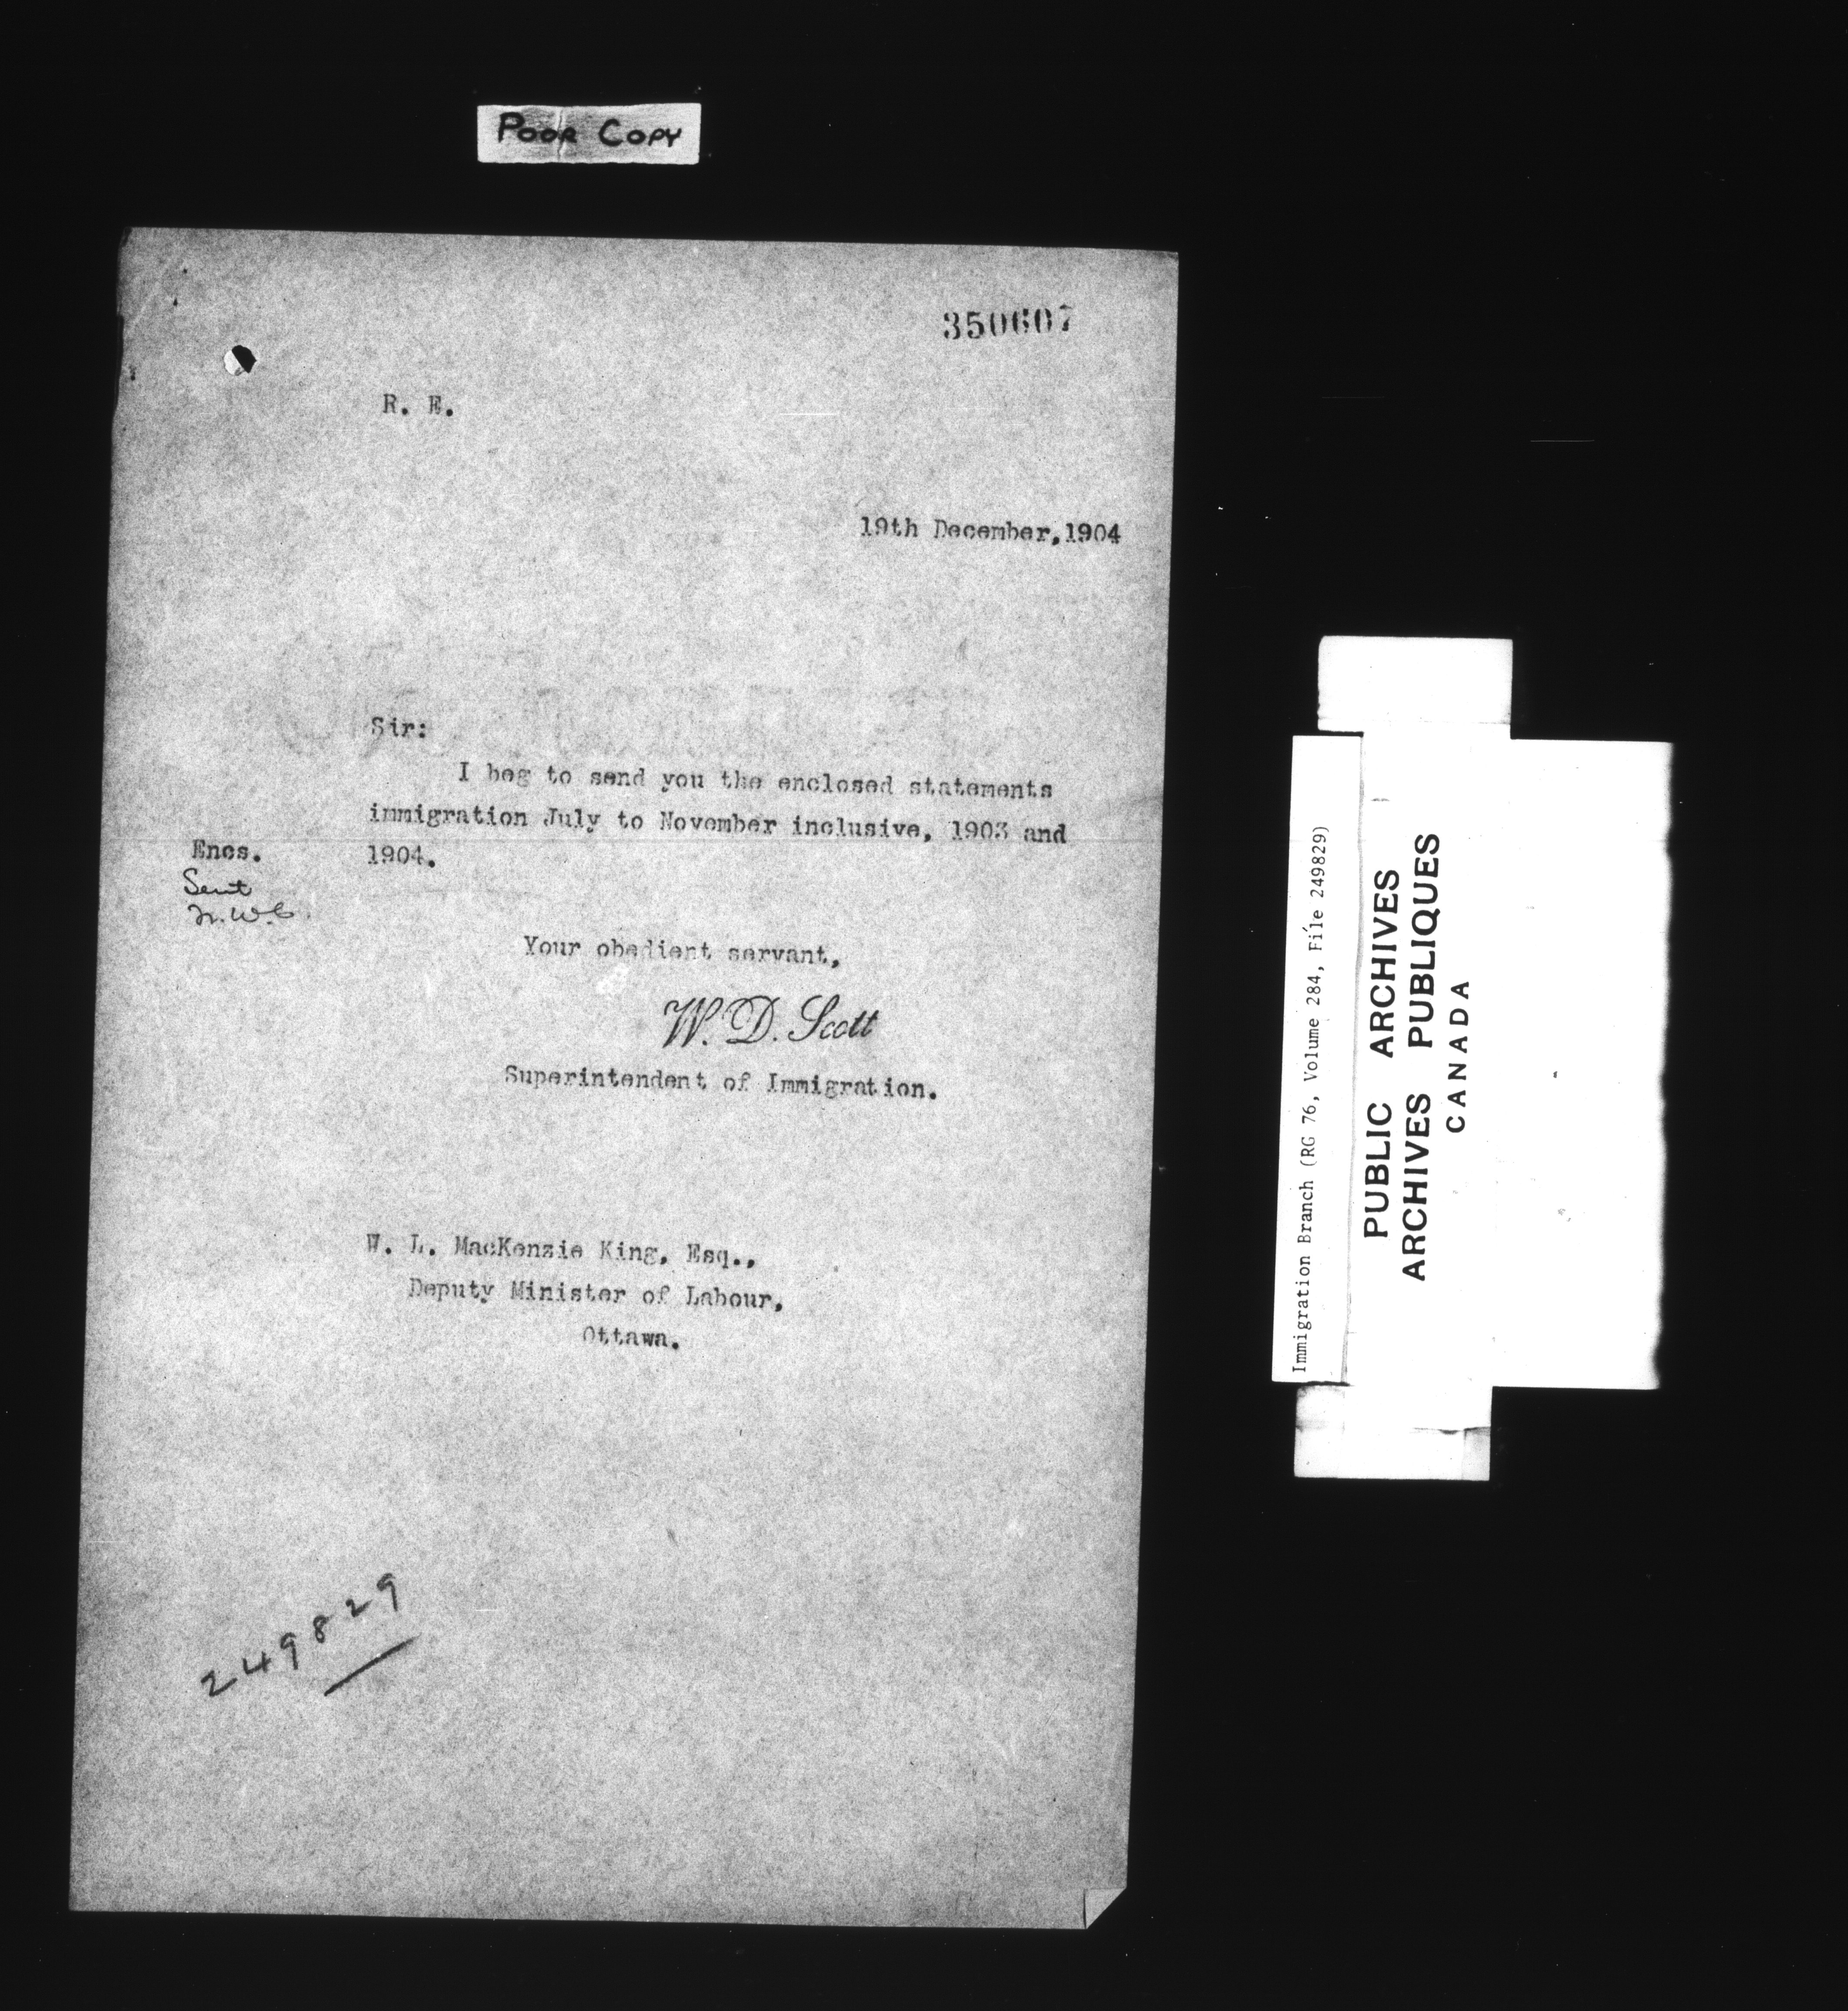 POOR COPY
350607
R. E.
19th December, 1904
Sir:
I beg to send you the enclosed statements
immigration July to November inclusive, 1903 and
1904.
Encs.
Sent
Your obedient servant,
W. D. Scott
Superintendent of Immigration.
W. L. MacKenzie King, Esq.,
Deputy Minister of Labour,
Ottawa.
249829
Immigration Branch (RG 76, Volume 284, File 249829)
PUBLIC ARCHIVES
ARCHIVES PUBLIQUES
CANADA